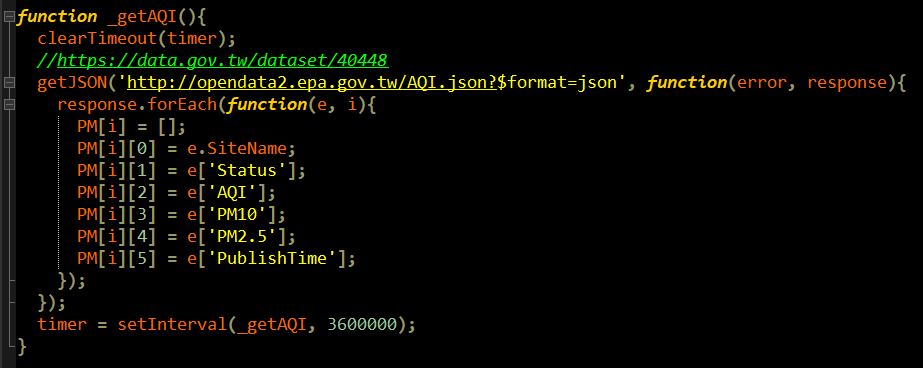 function _getAQI(){
clearTimeout(timer);
//https://data.gov.tw/dataset/40448
getJSON('http://opendata2.epa.gov.tw/AQI.json?$format=json', function(error, response){
response.forEach(function(e, i){
PM[i] = [];
PM[i][0] = e.SiteName;
PM[i][1] = e['Status'];
PM[i][2] = e['AQI'];
PM[i][3] = e['PM10'];
PM[i][4] = e['PM2.5'];
PM[i][5] = e['PublishTime'];
});
});
timer = setInterval(_getAQI, 3600000);
}